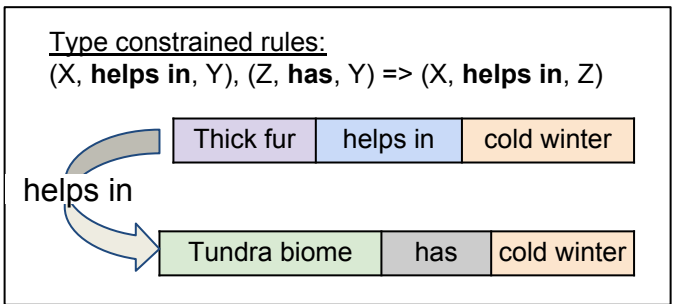 Type constrained rules:
(X, helps in, Y), (Z, has, Y) => (X, helps in, Z)
Thick fur helps in cold winter
helps in
Tundra biome has cold winter